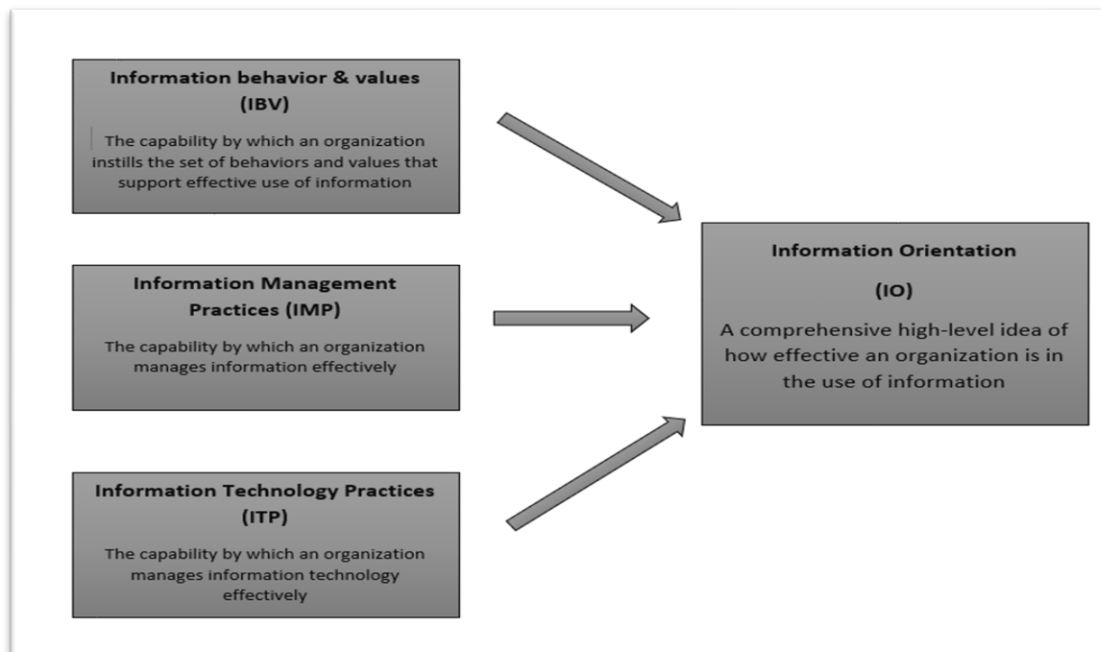 Information behavior & values
(IBV)
The capability by which an organization
instills the set of behaviors and values that
support effective use of information
Information Management
Practices (IMP)
The capability by which an organization
manages information effectively
Information Technology Practices
(ITP)
The capability by which an organization
manages information technology
effectively
Information Orientation
(IO)
A comprehensive high-level idea of
how effective an organization is in
the use of information